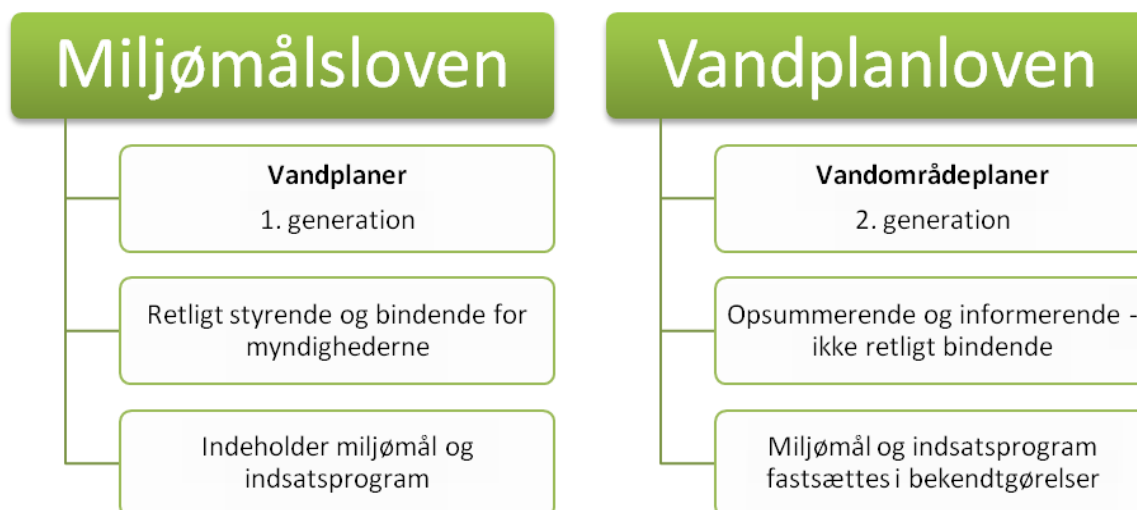 Miljømålsloven
Vandplaner
1. generation
Retligt styrende og bindende for
myndighederne
Indeholder miljømål og
indsatsprogram
Vandplanloven
Vandområdeplaner
2. generation
Opsummerende og informerende -
ikke retligt bindende
Miljømål og indsatsprogram
fastsættes i bekendtgørelser